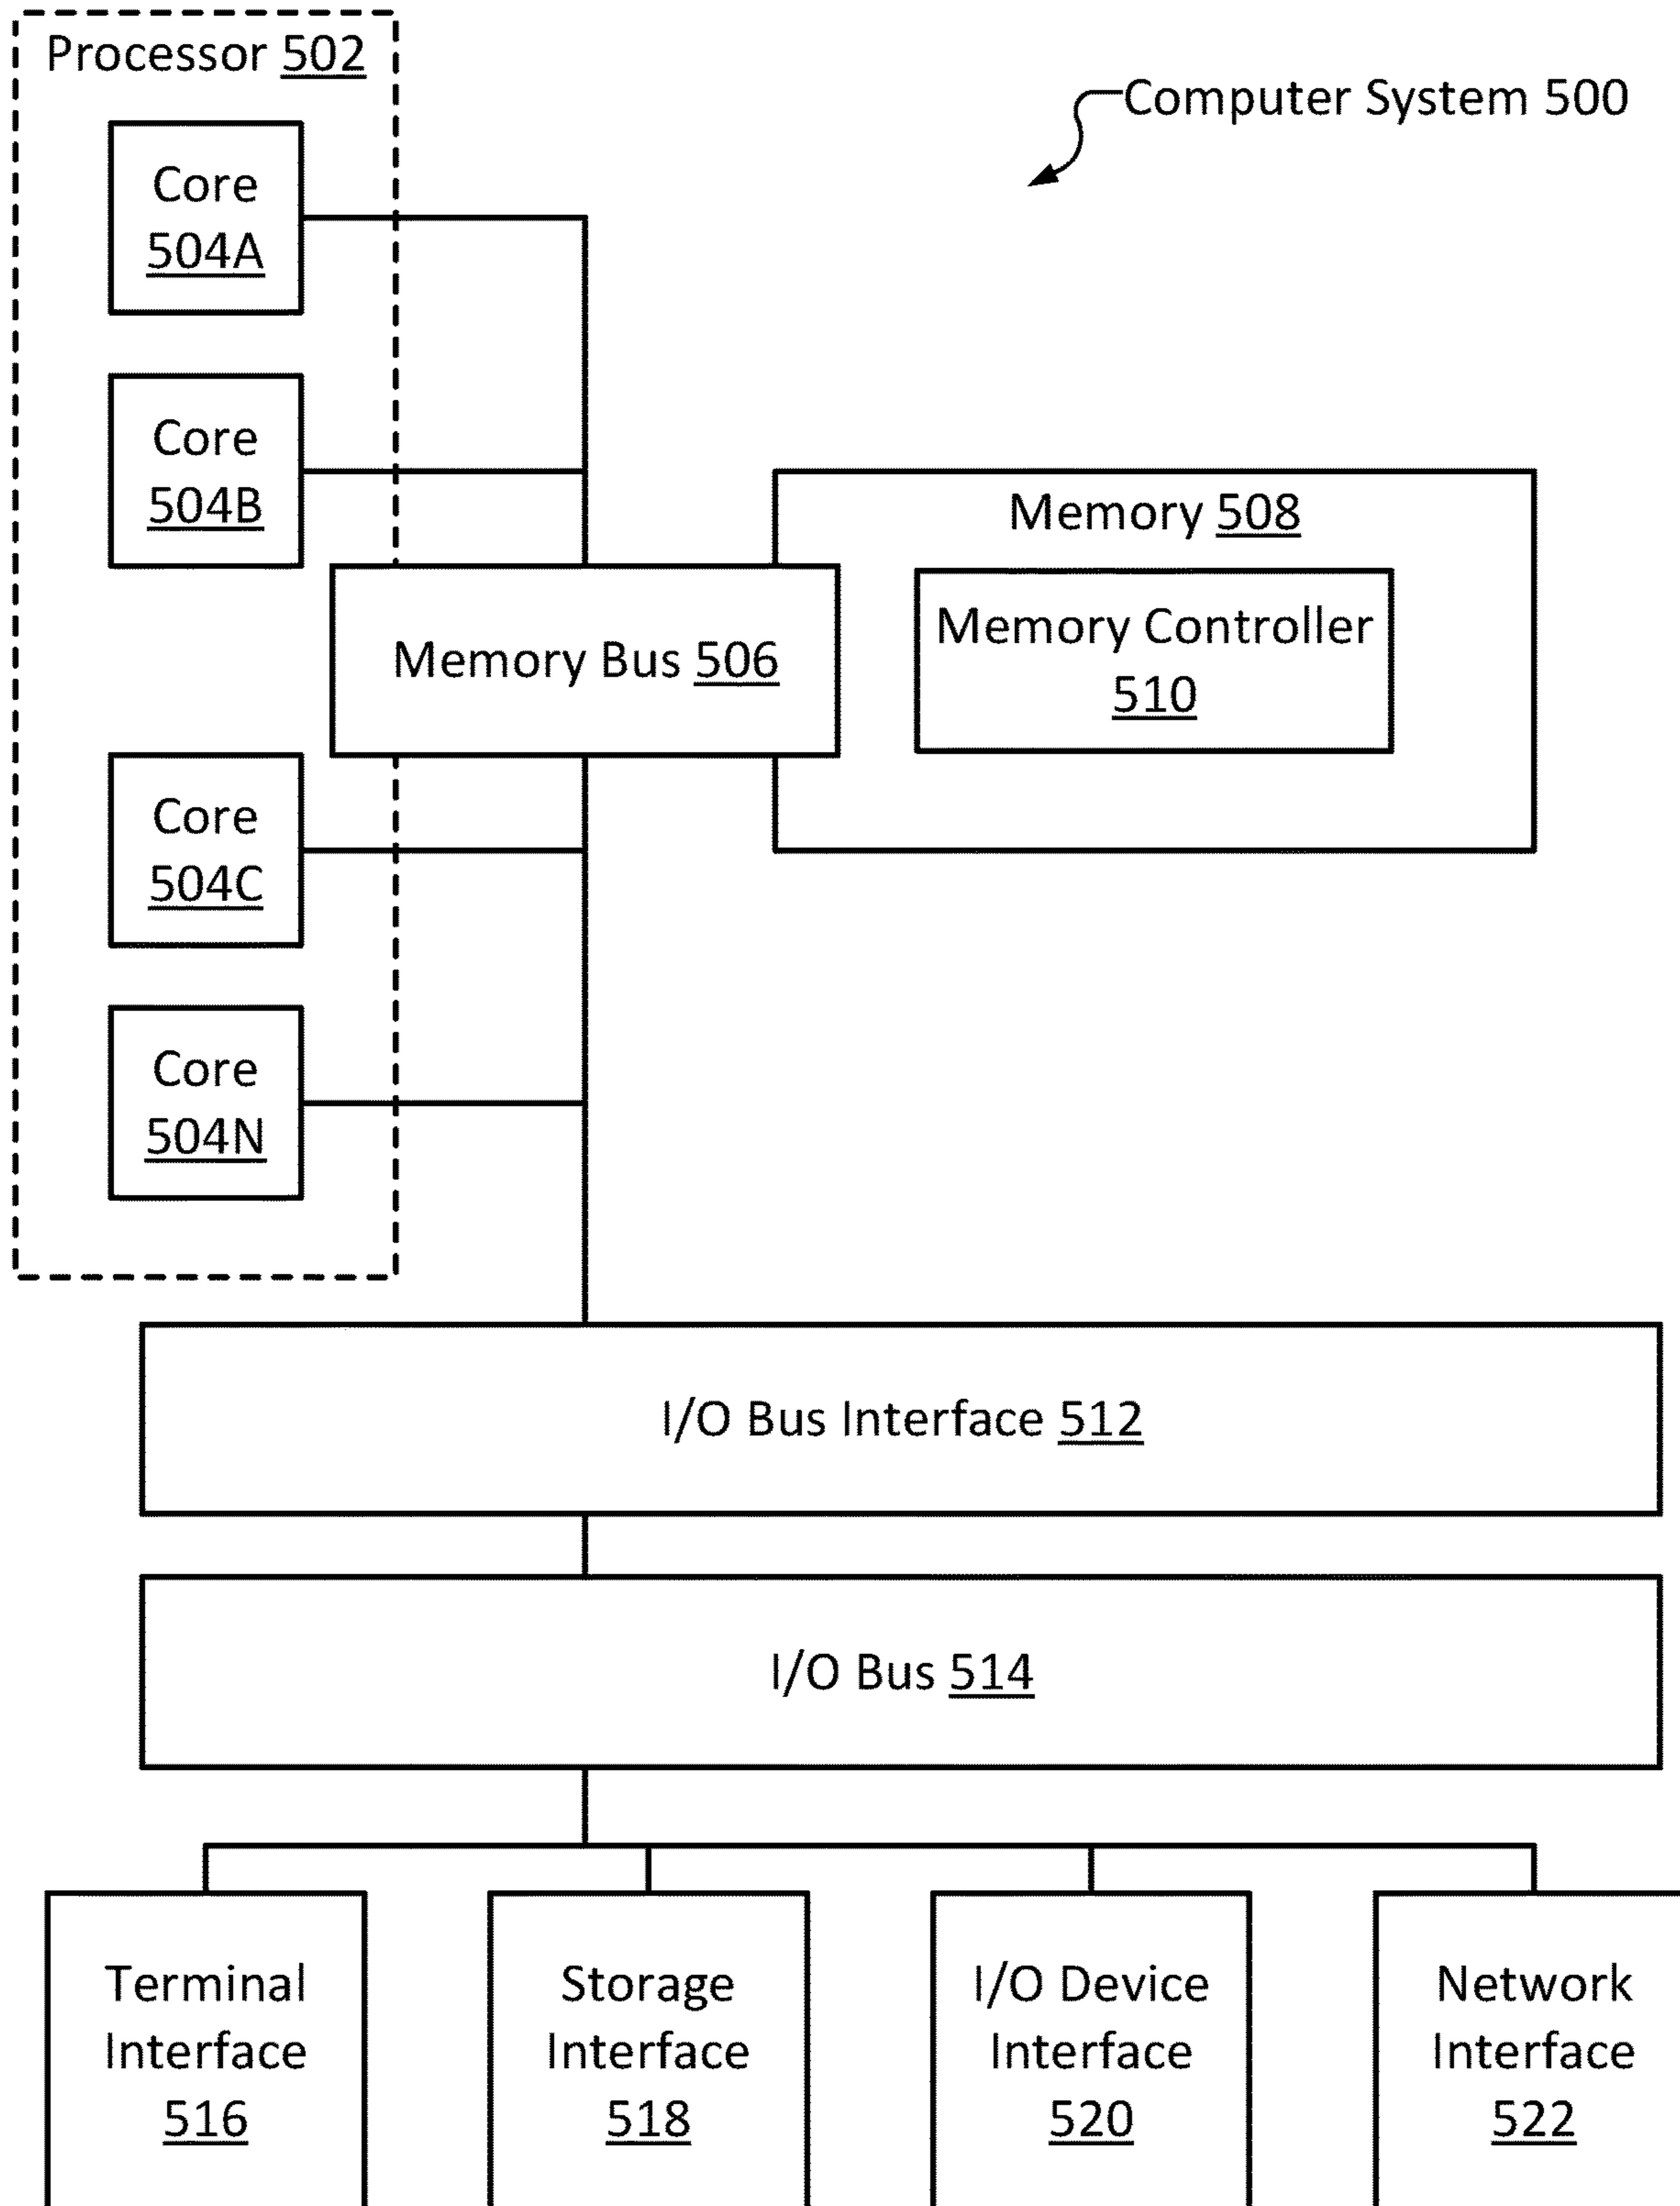 Processor 502
Computer System 500
Core
504A
Core
504B
Memory 508
Memory Controller
510
Memory Bus 506
Core
504C
Core
504N
I/O Bus Interface 512
I/O Bus 514
Terminal
Interface
516
Storage
Interface
518
I/O Device
Interface
520
Network
Interface
522